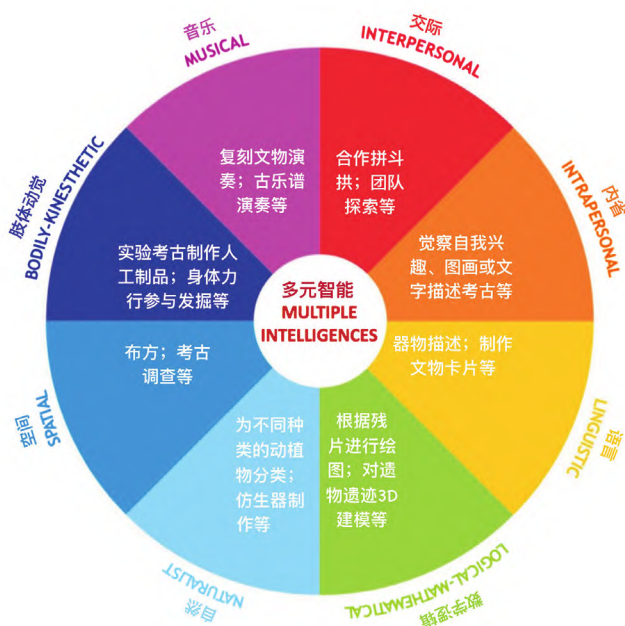 音乐
MUSICAL
交际
INTERPERSONAL
内省
INTRAPERSONAL
语言
LINGUISTIC
数学逻辑
LOGICAL-MATHEMATICAL
自然
NATURALIST
空间
SPATIAL
肢体动觉
BODILY-KINESTHETIC
复刻文物演
奏；古乐谱
演奏等
合作拼斗
拱；团队
探索等
觉察自我兴
趣、图画或文
字描述考古等
器物描述；制作
文物卡片等
根据残
片进行绘
图；对遗
物遗迹3D
建模等
为不同种
类的动植
物分类；
仿生器制
作等
布方；考古
调查等
实验考古制作人
工制品；身体力
行参与发掘等
多元智能
MULTIPLE
INTELLIGENCES